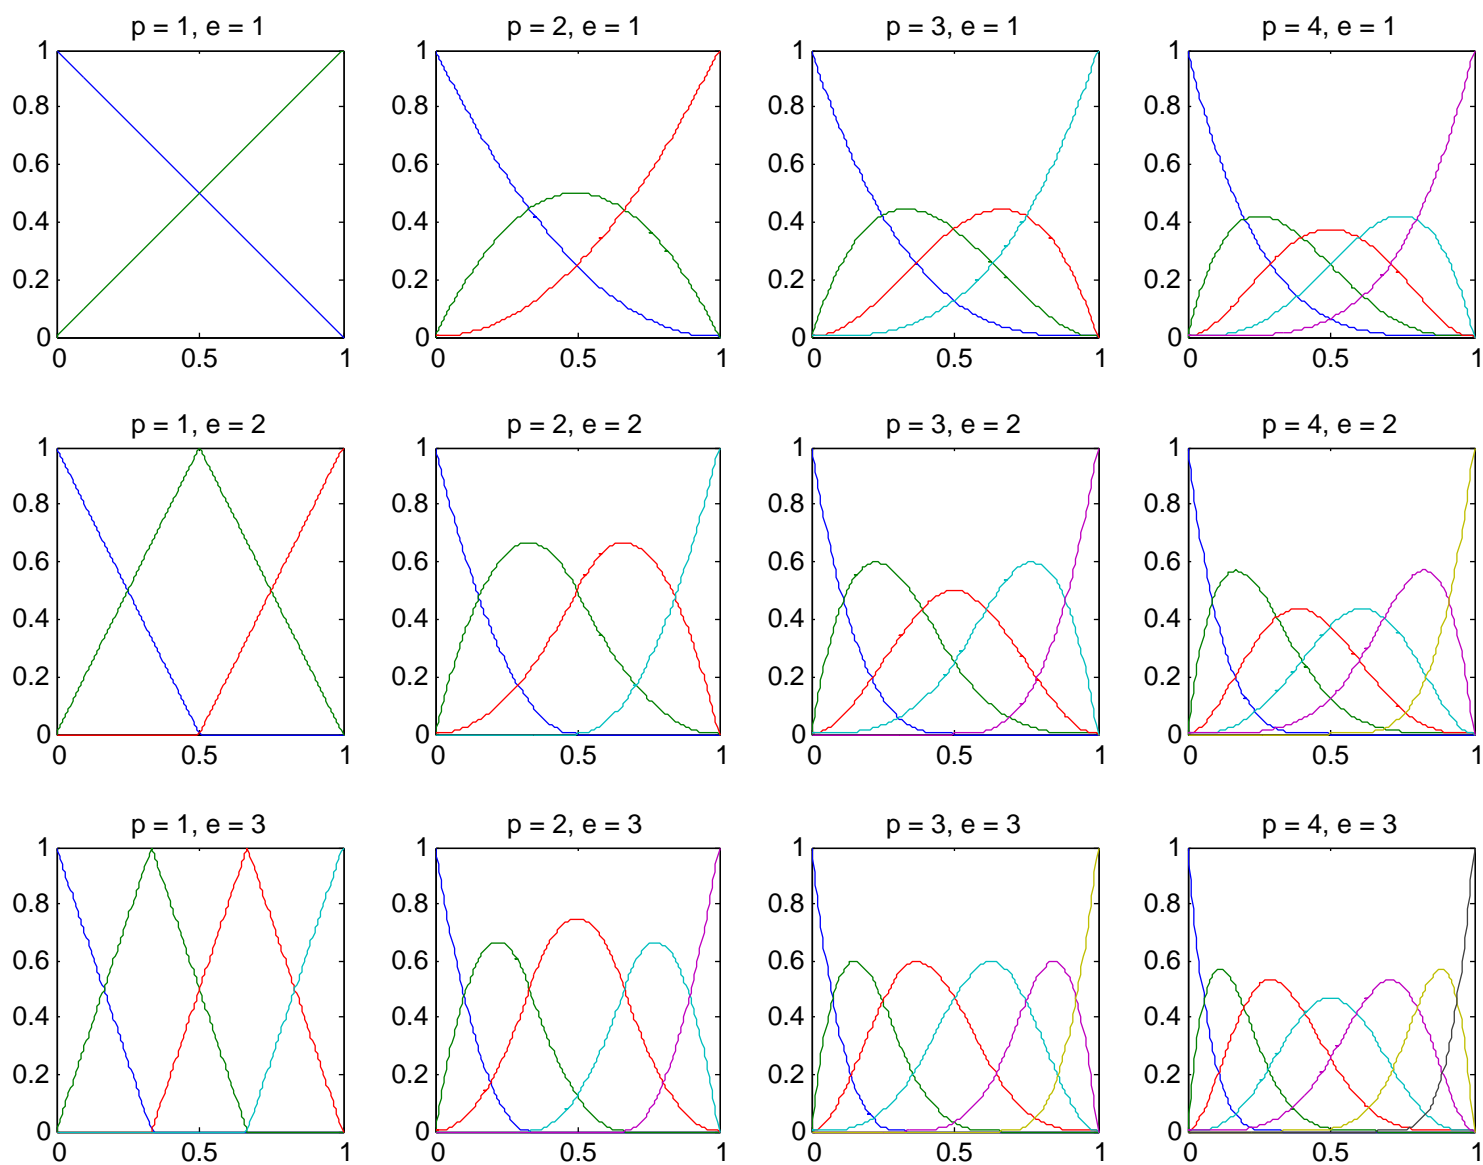 p = 1, e = 1
p = 2, e = 1
p = 3, e = 1
p = 4, e = 1
1 0.8 0.6 0.4 0.2 0
0 0.5 1
1 0.8 0.6 0.4 0.2 0
0 0.5 1
1 0.8 0.6 0.4 0.2 0
0 0.5 1
1 0.8 0.6 0.4 0.2 0
0 0.5 1
p = 1, e = 2
p = 2, e = 2
p = 3, e = 2
p = 4, e = 2
1 0.8 0.6 0.4 0.2 0
0 0.5 1
1 0.8 0.6 0.4 0.2 0
0 0.5 1
1 0.8 0.6 0.4 0.2 0
0 0.5 1
1 0.8 0.6 0.4 0.2 0
0 0.5 1
p = 1, e = 3
p = 2, e = 3
p = 3, e = 3
p = 4, e = 3
1 0.8 0.6 0.4 0.2 0
0 0.5 1
1 0.8 0.6 0.4 0.2 0
0 0.5 1
1 0.8 0.6 0.4 0.2 0
0 0.5 1
1 0.8 0.6 0.4 0.2 0
0 0.5 1